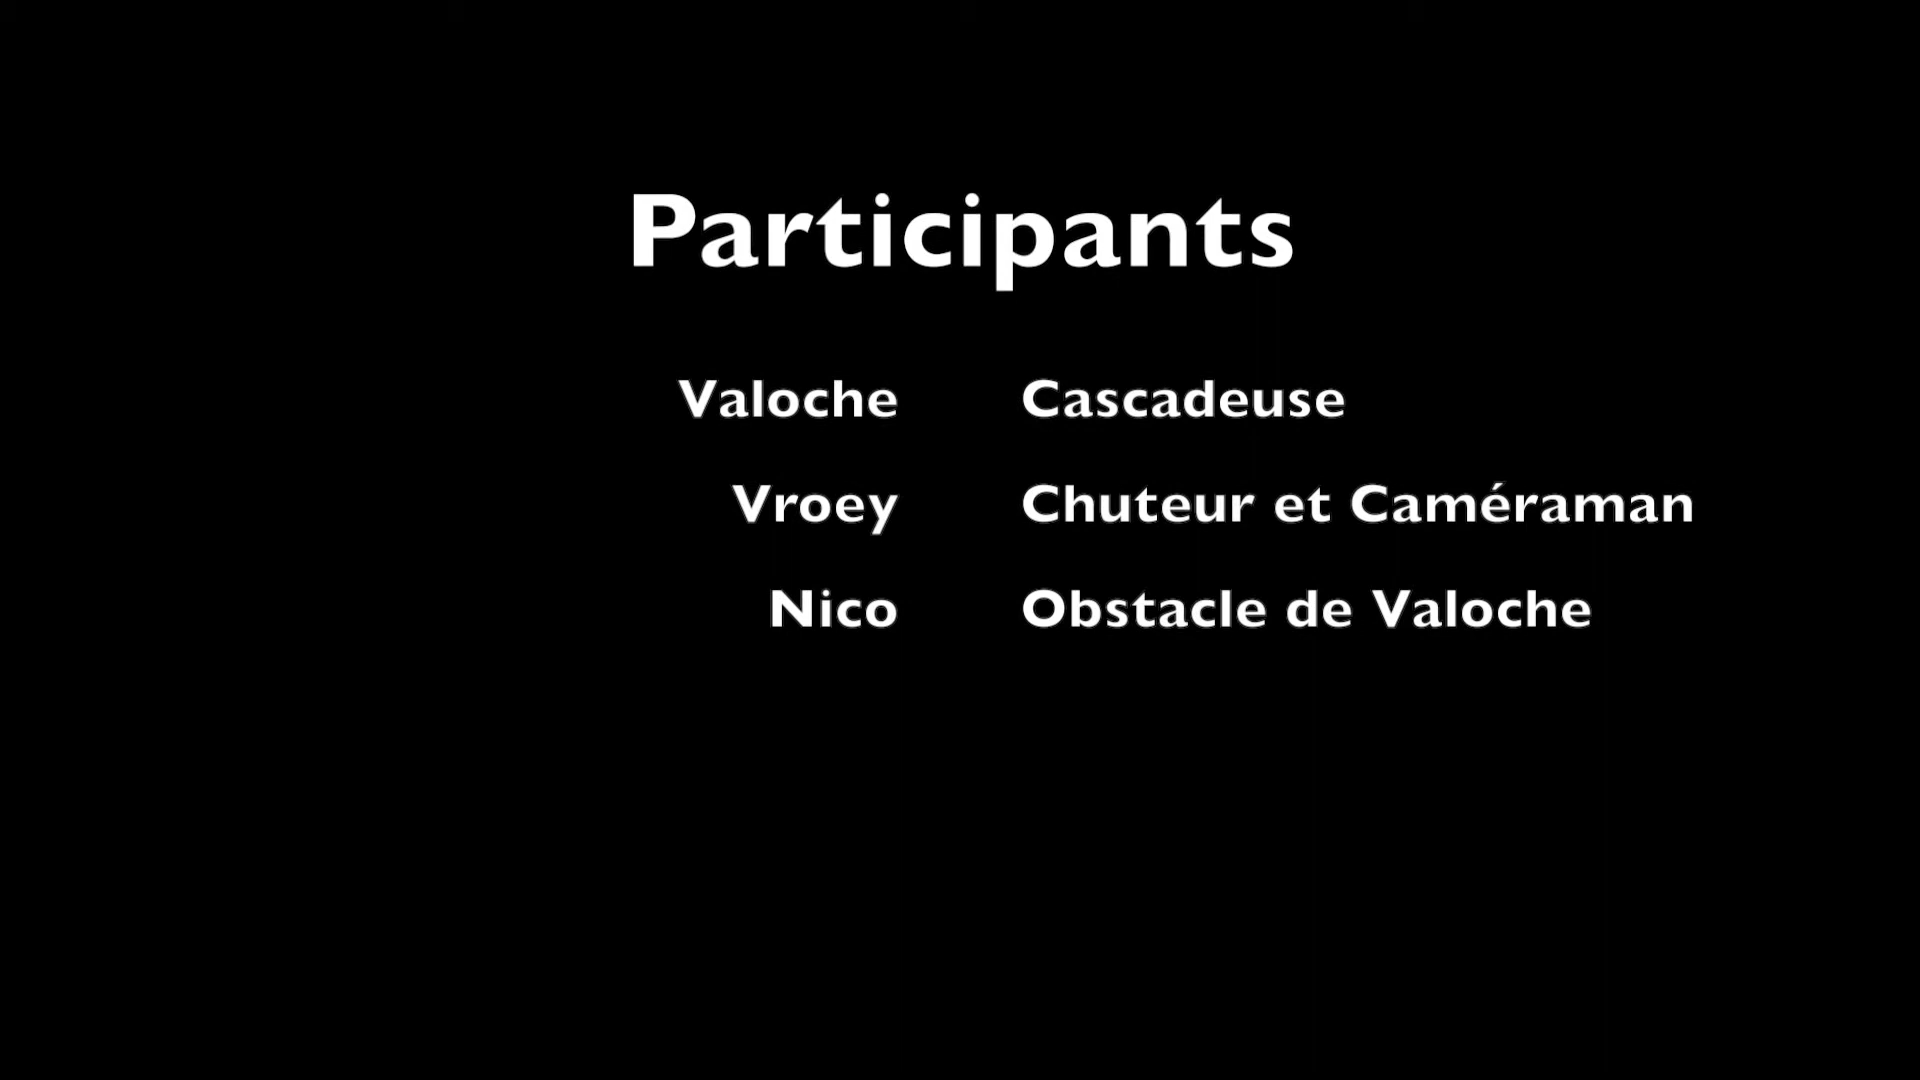 Participants
Valoche Cascadeuse
Vroey Chuteur et Caméraman
Nico Obstacle de Valoche